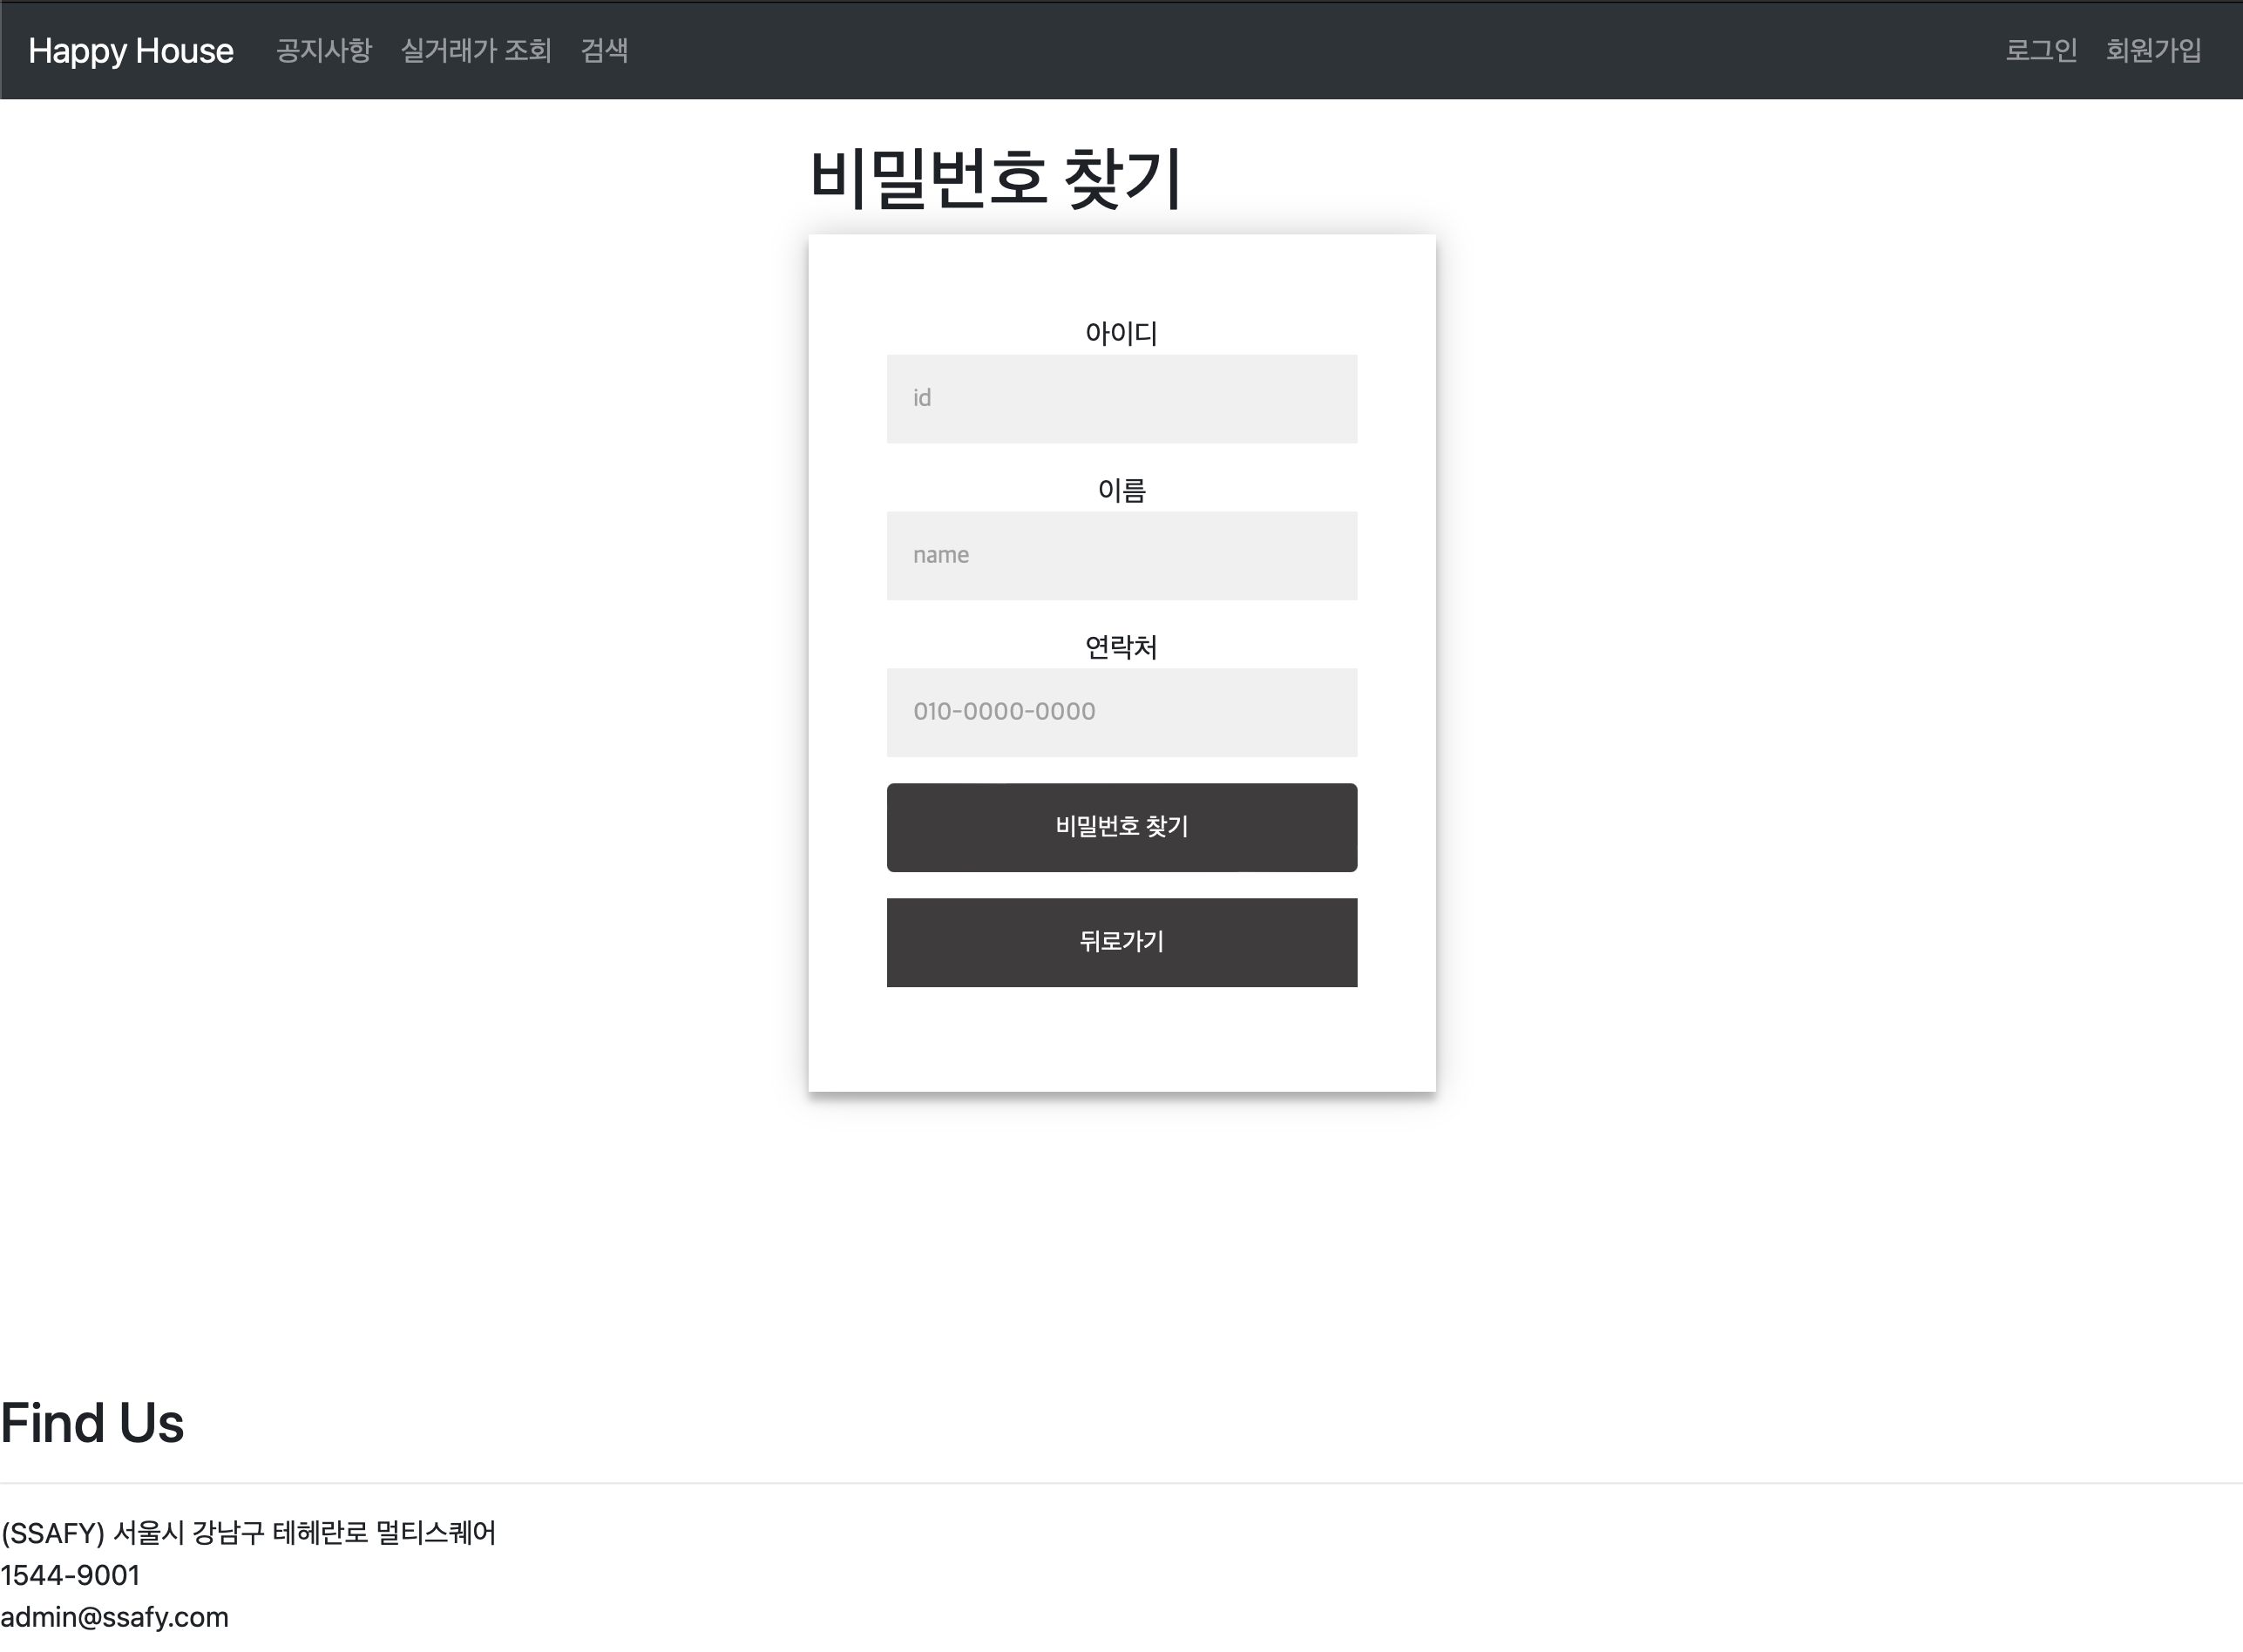 Happy House 공지사항 실거래가 조회 검색 로그인 회원가입
비밀번호 찾기
아이디
id
이름
name
연락처
010-0000-0000
비밀번호 찾기
뒤로가기
Find Us
(SSAFY) 서울시 강남구 테헤란로 멀티스퀘어
1544-9001
admin@ssafy.com